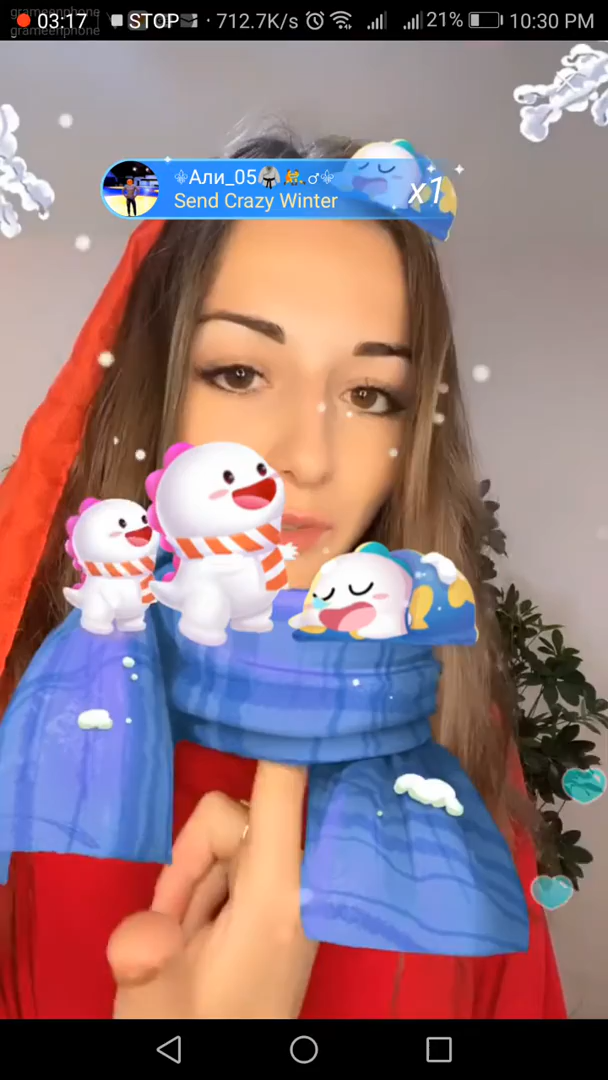 grameenphone
grameenphone
03:17 STOP · 712.7K/s 21% 10:30 PM
Али_05
Send Crazy Winter
x1